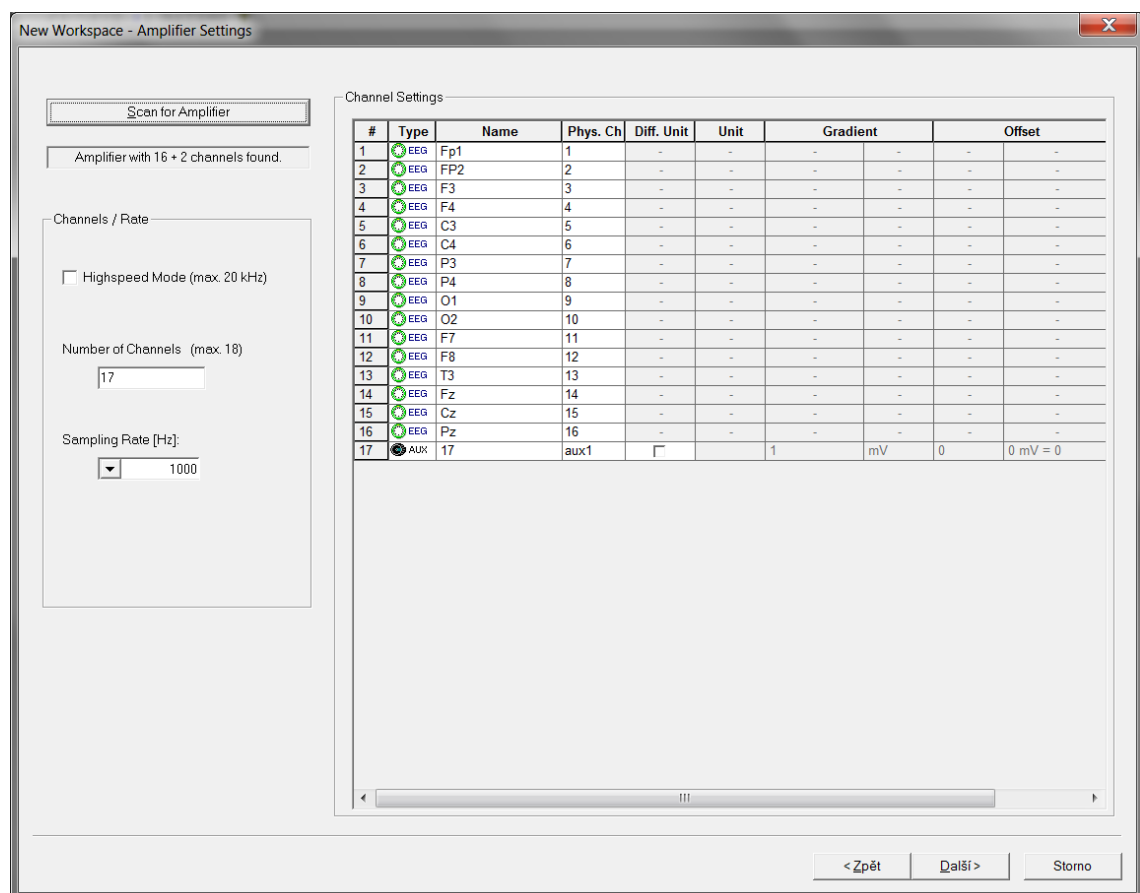 New Workspace - Amplifier Settings
X
Scan for Amplifier
Amplifier with 16 + 2 channels found.
Channels / Rate
Highspeed Mode (max. 20 kHz)
Number of Channels (max. 18)
17
Sampling Rate [Hz]:
1000
Channel Settings
# Type Name Phys. Ch Diff. Unit Unit Gradient Offset
1 EEG Fp1 1 - - - - - -
2 EEG FP2 2 - - - - - -
3 EEG F3 3 - - - - - -
4 EEG F4 4 - - - - - -
5 EEG C3 5 - - - - - -
6 EEG C4 6 - - - - - -
7 EEG P3 7 - - - - - -
8 EEG P4 8 - - - - - -
9 EEG O1 9 - - - - - -
10 EEG O2 10 - - - - - -
11 EEG F7 11 - - - - - -
12 EEG F8 12 - - - - - -
13 EEG T3 13 - - - - - -
14 EEG Fz 14 - - - - - -
15 EEG Cz 15 - - - - - -
16 EEG Pz 16 - - - - - -
17 AUX 17 aux1 1 mV 0 0 mV = 0
< Zpět Další > Storno